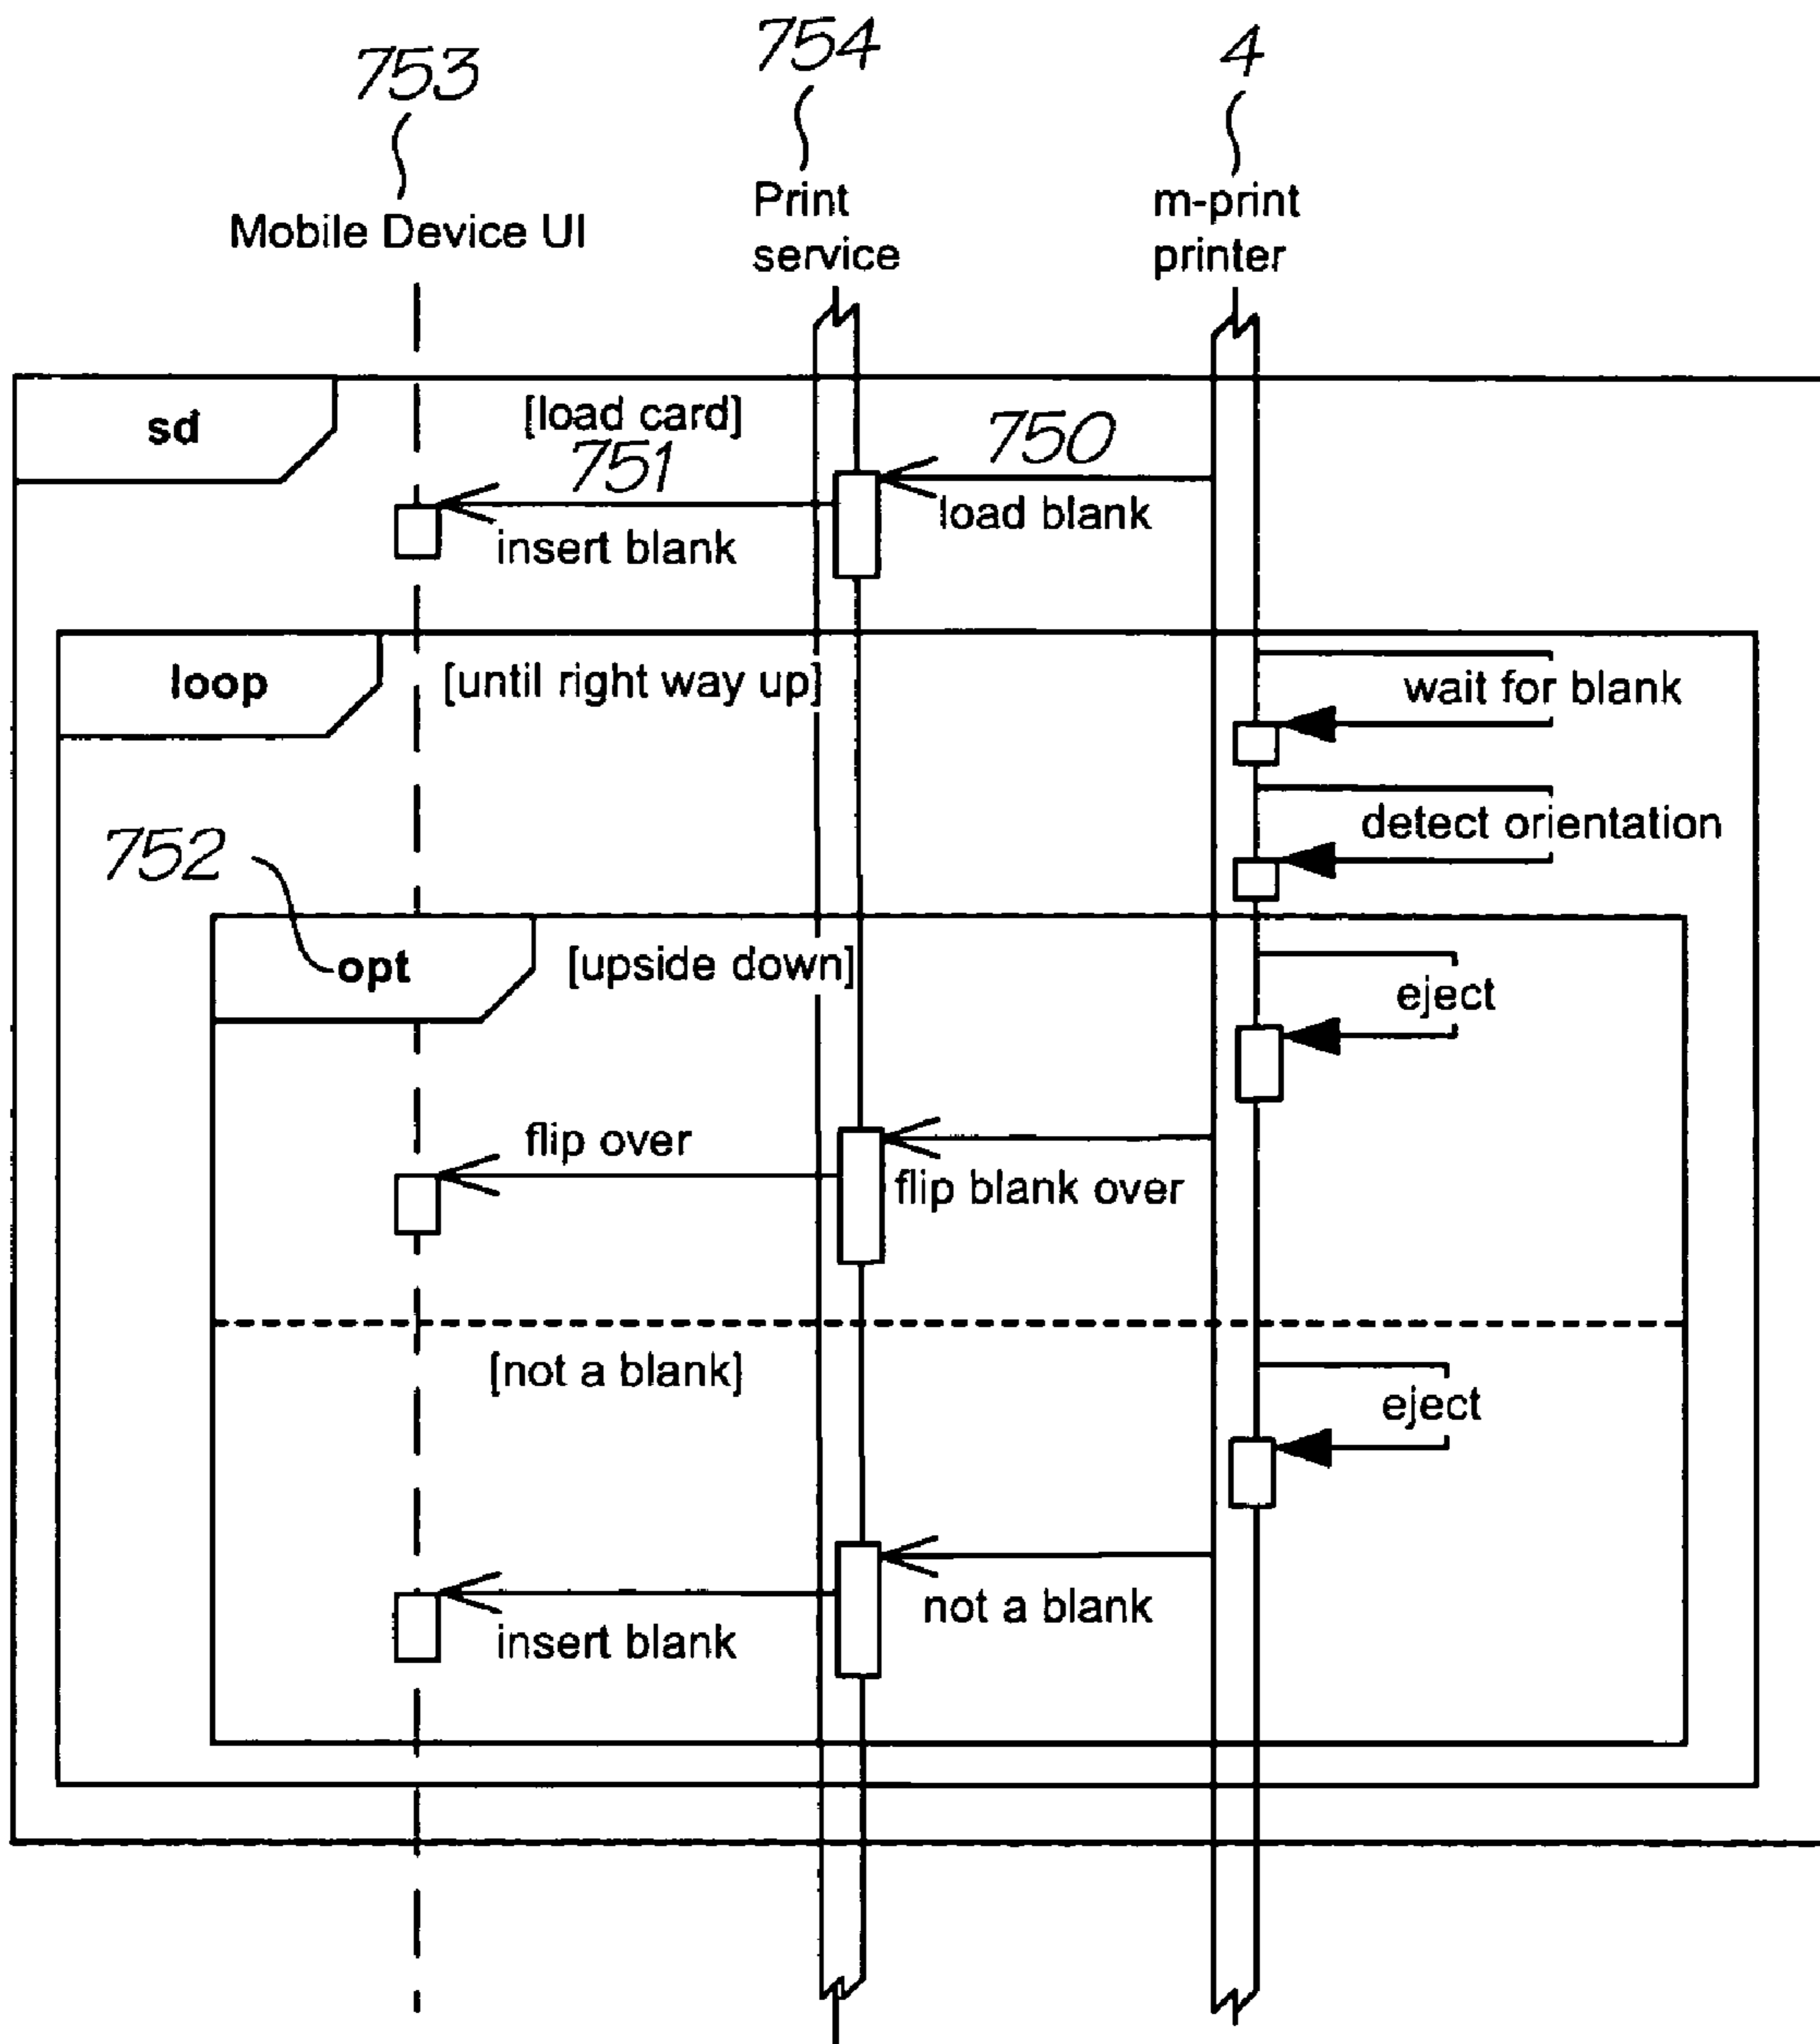 753
754
4
Mobile Device UI
Print
service
m-print
printer
sd
[load card]
750
751
load blank
insert blank
loop
[until right way up]
wait for blank
detect orientation
752
opt
[upside down]
eject
flip over
flip blank over
[not a blank]
eject
not a blank
insert blank